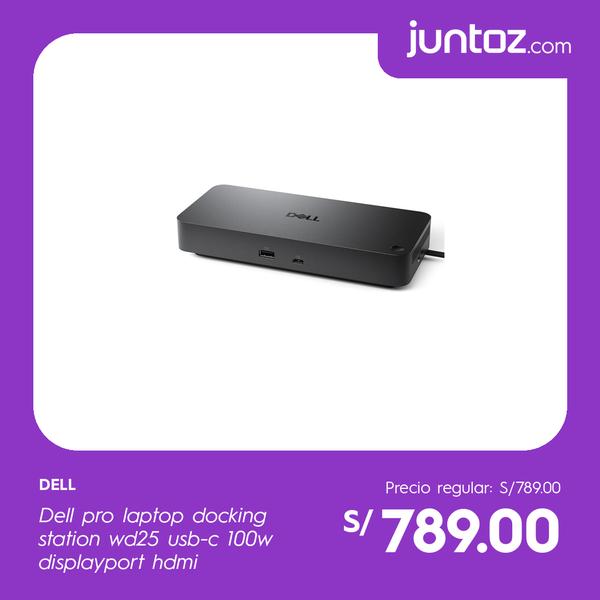 juntoz.com
DELL
DELL
Dell pro laptop docking
station wd25 usb-c 100w
displayport hdmi
Precio regular: S/789.00
S/789.00